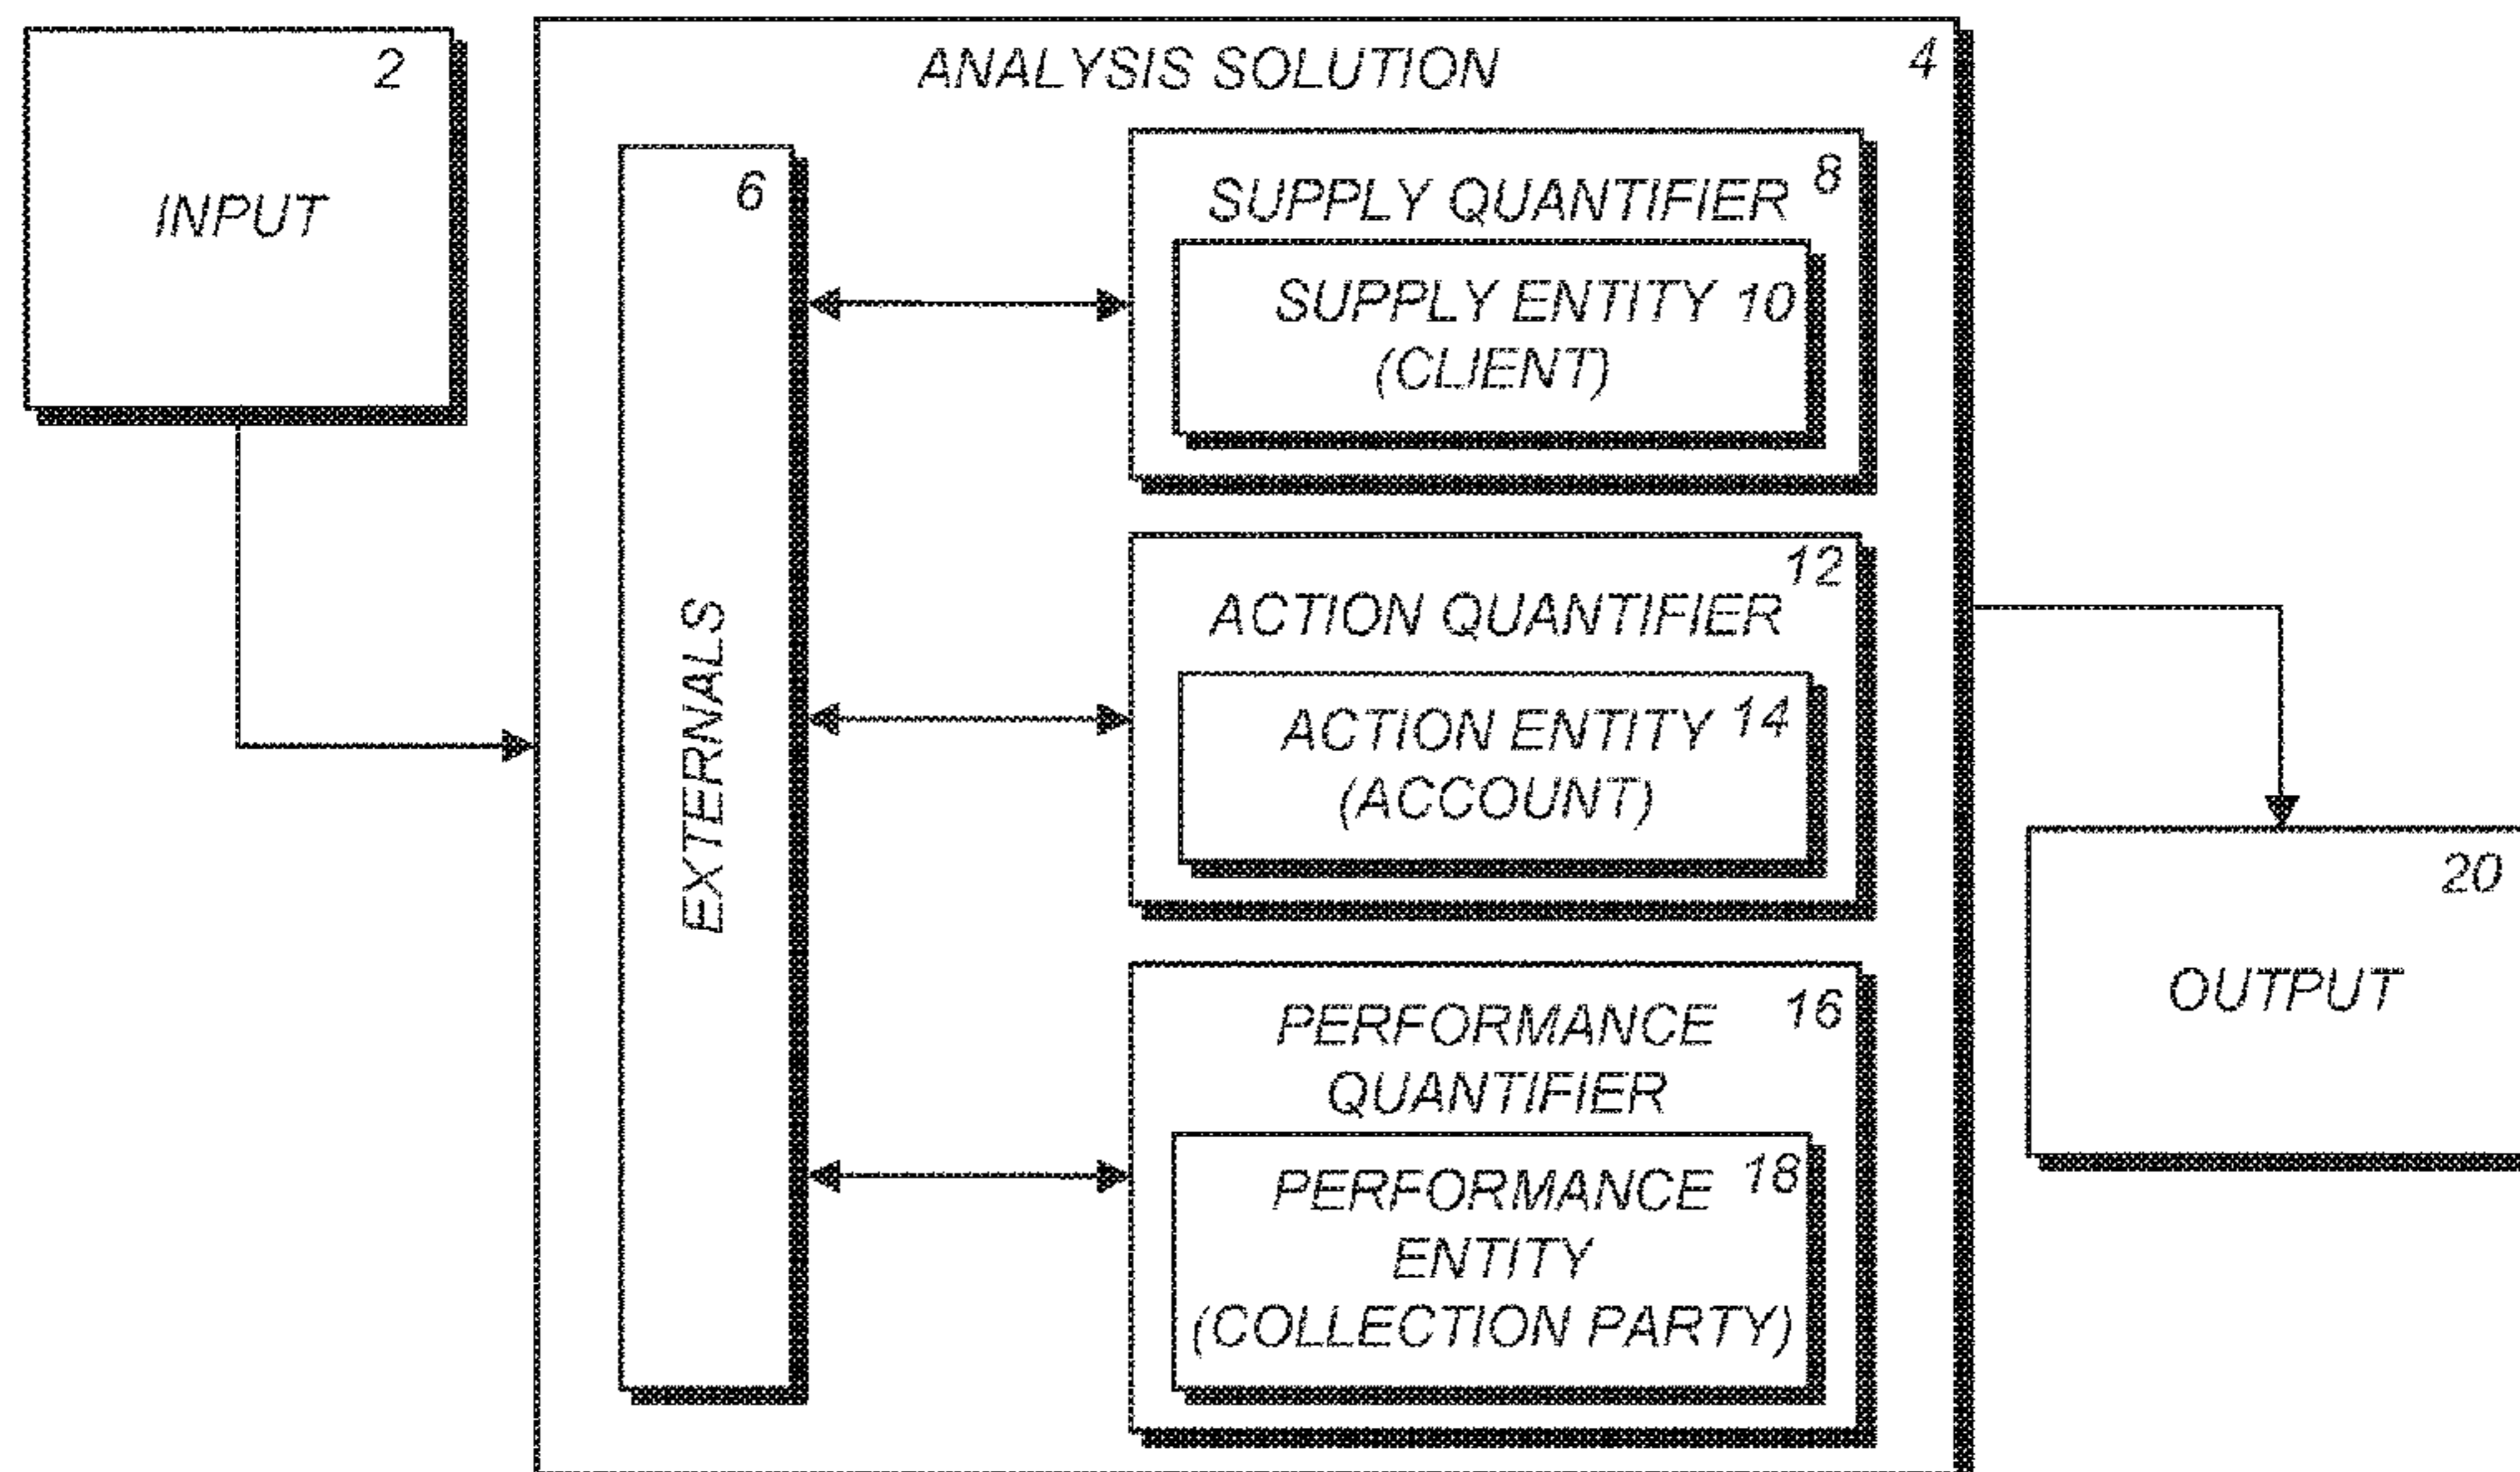 2
INPUT
ANALYSIS SOLUTION 4
6
EXTERNALS
SUPPLY QUANTIFIER 8
SUPPLY ENTITY 10
(CLIENT)
12
ACTION QUANTIFIER
ACTION ENTITY 14
(ACCOUNT)
PERFORMANCE 16
QUANTIFIER
PERFORMANCE 18
ENTITY
(COLLECTION PARTY)
20
OUTPUT